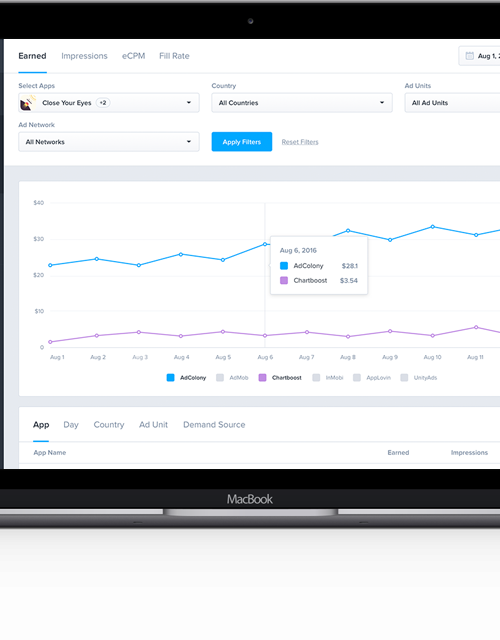 Earned Impressions eCPM Fill Rate
Aug 1, 2
Select Apps Country Ad Units
Close Your Eyes +2 All Countries All Ad Units
Ad Network
All Networks Apply Filters Reset Filters
$40
$30
$20
$10
0
Aug 6, 2016
AdColony $28.1
Chartboost $3.54
Aug 1 Aug 2 Aug 3 Aug 4 Aug 5 Aug 6 Aug 7 Aug 8 Aug 9 Aug 10 Aug 11
AdColony AdMob Chartboost InMobi AppLovin UnityAds
App Day Country Ad Unit Demand Source
App Name Earned Impressions
MacBook